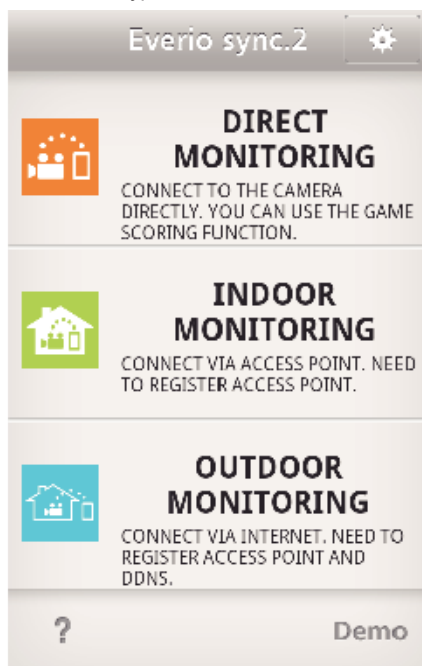 Everio sync.2
DIRECT
MONITORING
CONNECT TO THE CAMERA
DIRECTLY. YOU CAN USE THE GAME
SCORING FUNCTION.
INDOOR
MONITORING
CONNECT VIA ACCESS POINT. NEED
TO REGISTER ACCESS POINT.
OUTDOOR
MONITORING
CONNECT VIA INTERNET. NEED TO
REGISTER ACCESS POINT AND
DDNS.
? Demo